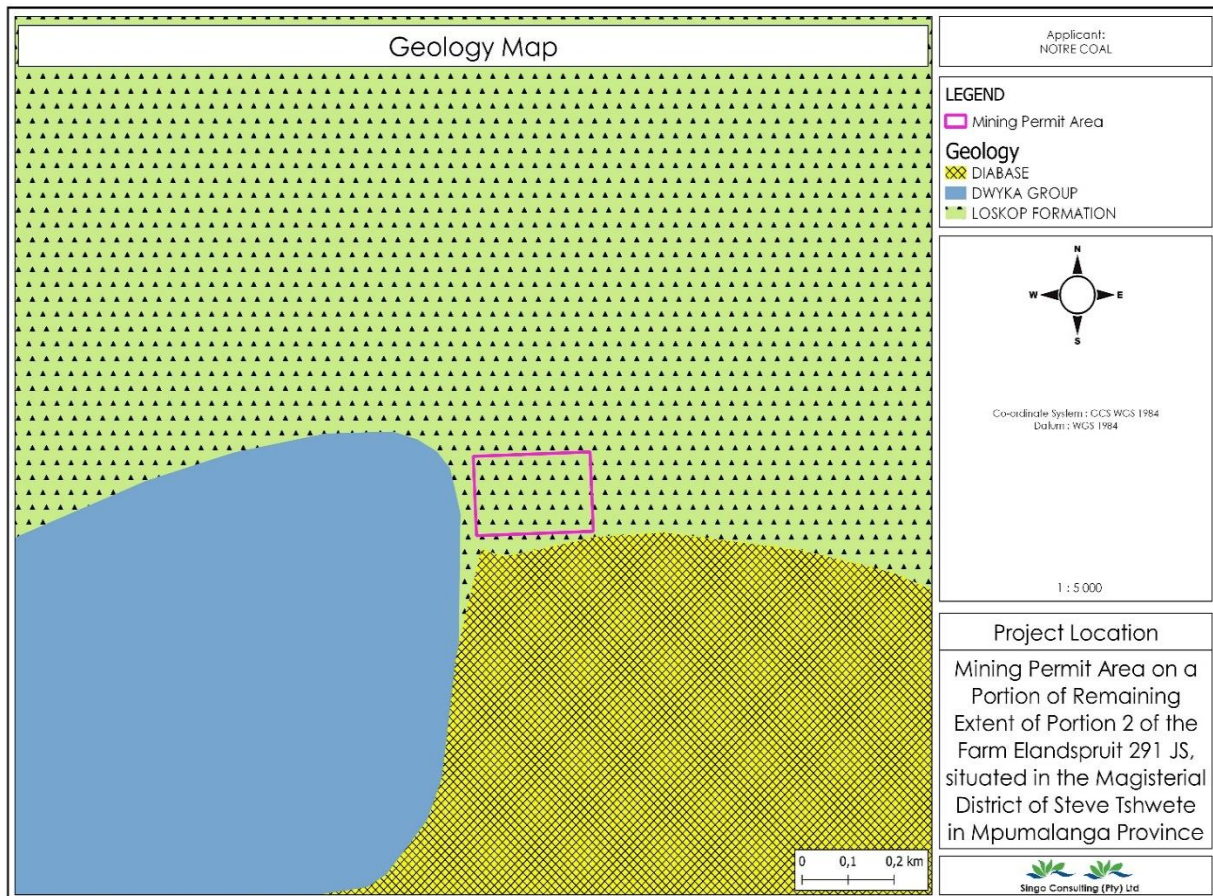 Geology Map
Applicant:
NOTRE COAL
LEGEND
Mining Permit Area
Geology
DIABASE
DWYKA GROUP
LOSKOP FORMATION
N
W E
S
Co-ordinate System : GCS WGS 1984
Datum : WGS 1984
1 : 5 000
Project Location
Mining Permit Area on a
Portion of Remaining
Extent of Portion 2 of the
Farm Elandspruit 291 JS,
situated in the Magisterial
District of Steve Tshwete
in Mpumalanga Province
0 0,1 0,2 km
Singo Consulting (Pty) Ltd